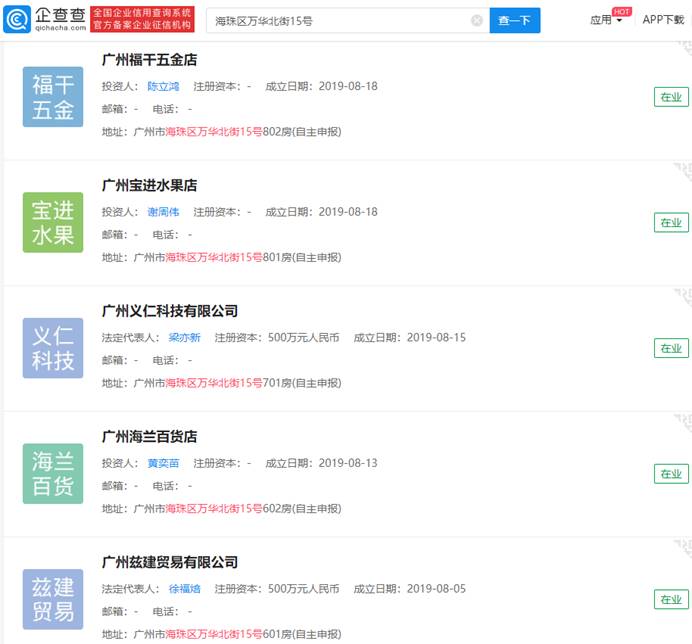 企查查
qichacha.com
全国企业信用查询系统
官方备案企业征信机构
海珠区万华北街15号
查一下
应用
HOT
APP下载
福干
五金
广州福干五金店
投资人： 陈立鸿 注册资本：- 成立日期：2019-08-18
邮箱：- 电话：-
地址：广州市海珠区万华北街15号802房(自主申报)
在业
宝进
水果
广州宝进水果店
投资人： 谢周伟 注册资本：- 成立日期：2019-08-18
邮箱：- 电话：-
地址：广州市海珠区万华北街15号801房(自主申报)
在业
义仁
科技
广州义仁科技有限公司
法定代表人： 梁亦新 注册资本：500万元人民币 成立日期：2019-08-15
邮箱：- 电话：-
地址：广州市海珠区万华北街15号701房(自主申报)
在业
海兰
百货
广州海兰百货店
投资人： 黄奕苗 注册资本：- 成立日期：2019-08-13
邮箱：- 电话：-
地址：广州市海珠区万华北街15号602房(自主申报)
在业
兹建
贸易
广州兹建贸易有限公司
法定代表人： 徐福熺 注册资本：500万元人民币 成立日期：2019-08-05
邮箱：- 电话：-
地址：广州市海珠区万华北街15号601房(自主申报)
在业